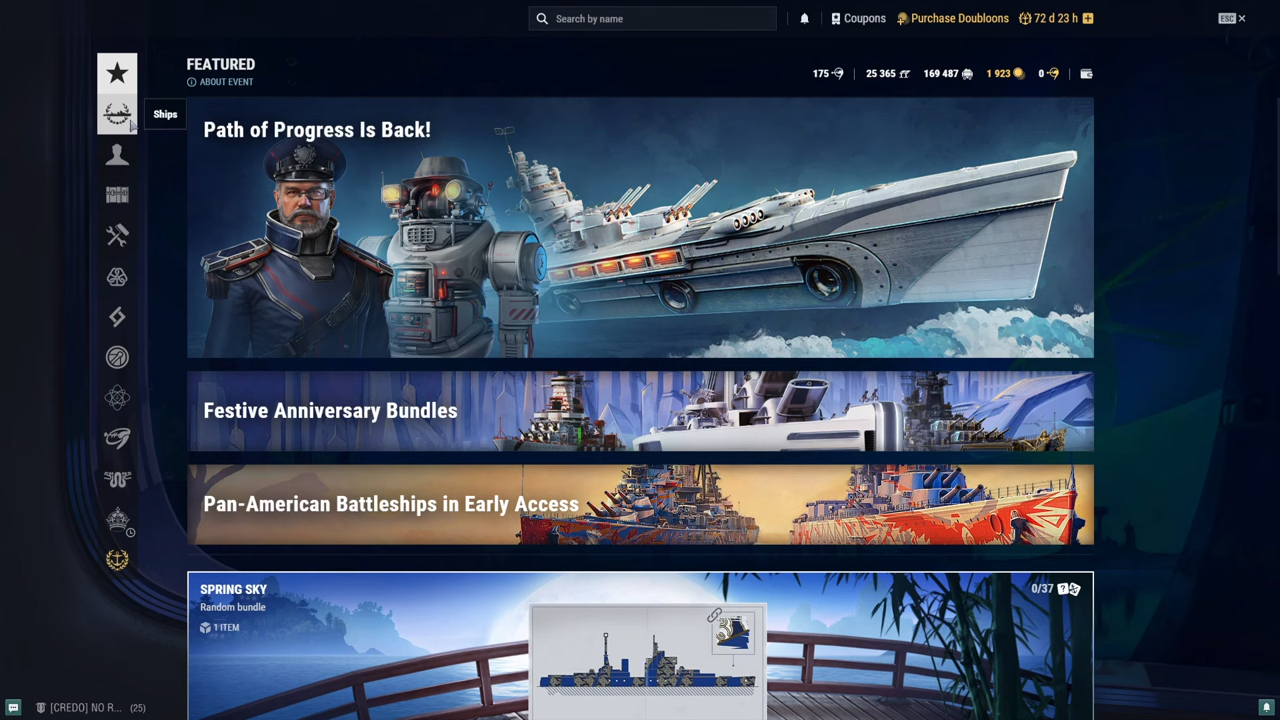 Search by name
Coupons
Purchase Doubloons
72 d 23 h
ESC
FEATURED
ABOUT EVENT
175
25 365
169 487
1 923
0
Ships
Path of Progress Is Back!
Festive Anniversary Bundles
Pan-American Battleships in Early Access
SPRING SKY
Random bundle
1 ITEM
0/37
3
[CREDO] NO R... (25)